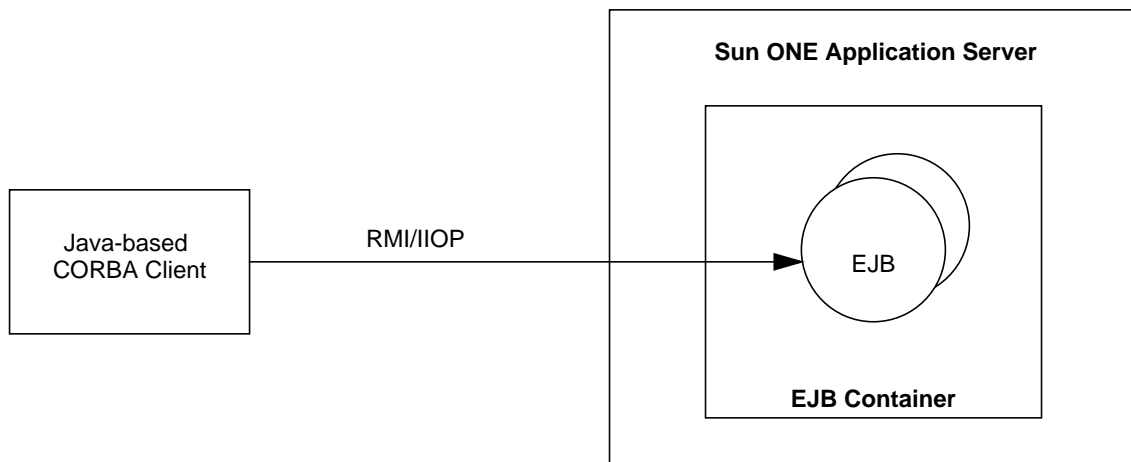 Sun ONE Application Server
Java-based
CORBA Client
RMI/IIOP
EJB
EJB Container